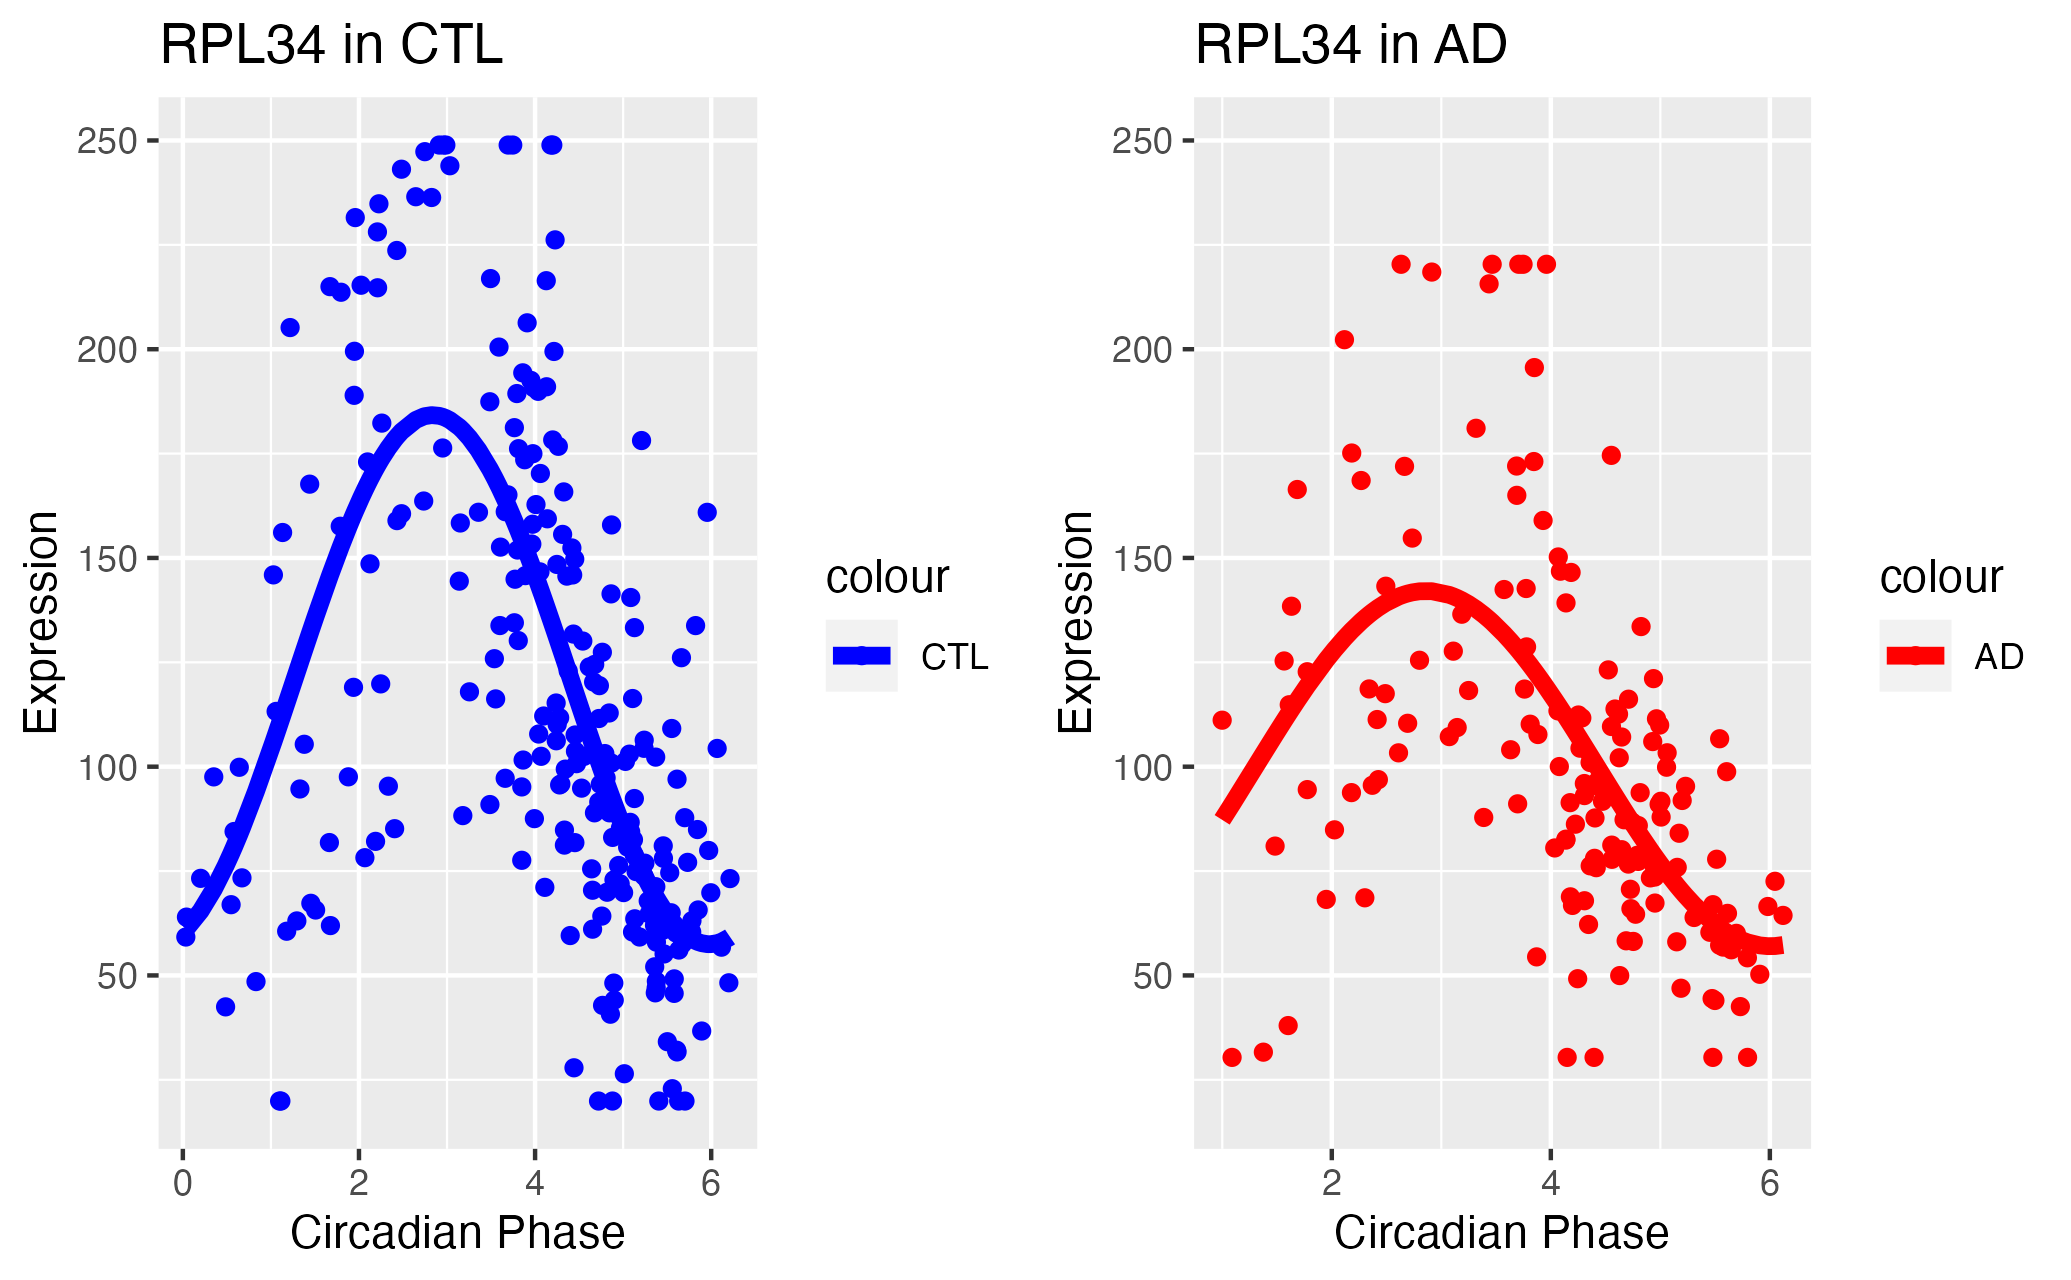 RPL34 in CTL
250
200
150
100
50
Expression
0 2 4 6
Circadian Phase
colour
CTL
RPL34 in AD
250
200
150
100
50
Expression
2 4 6
Circadian Phase
colour
AD